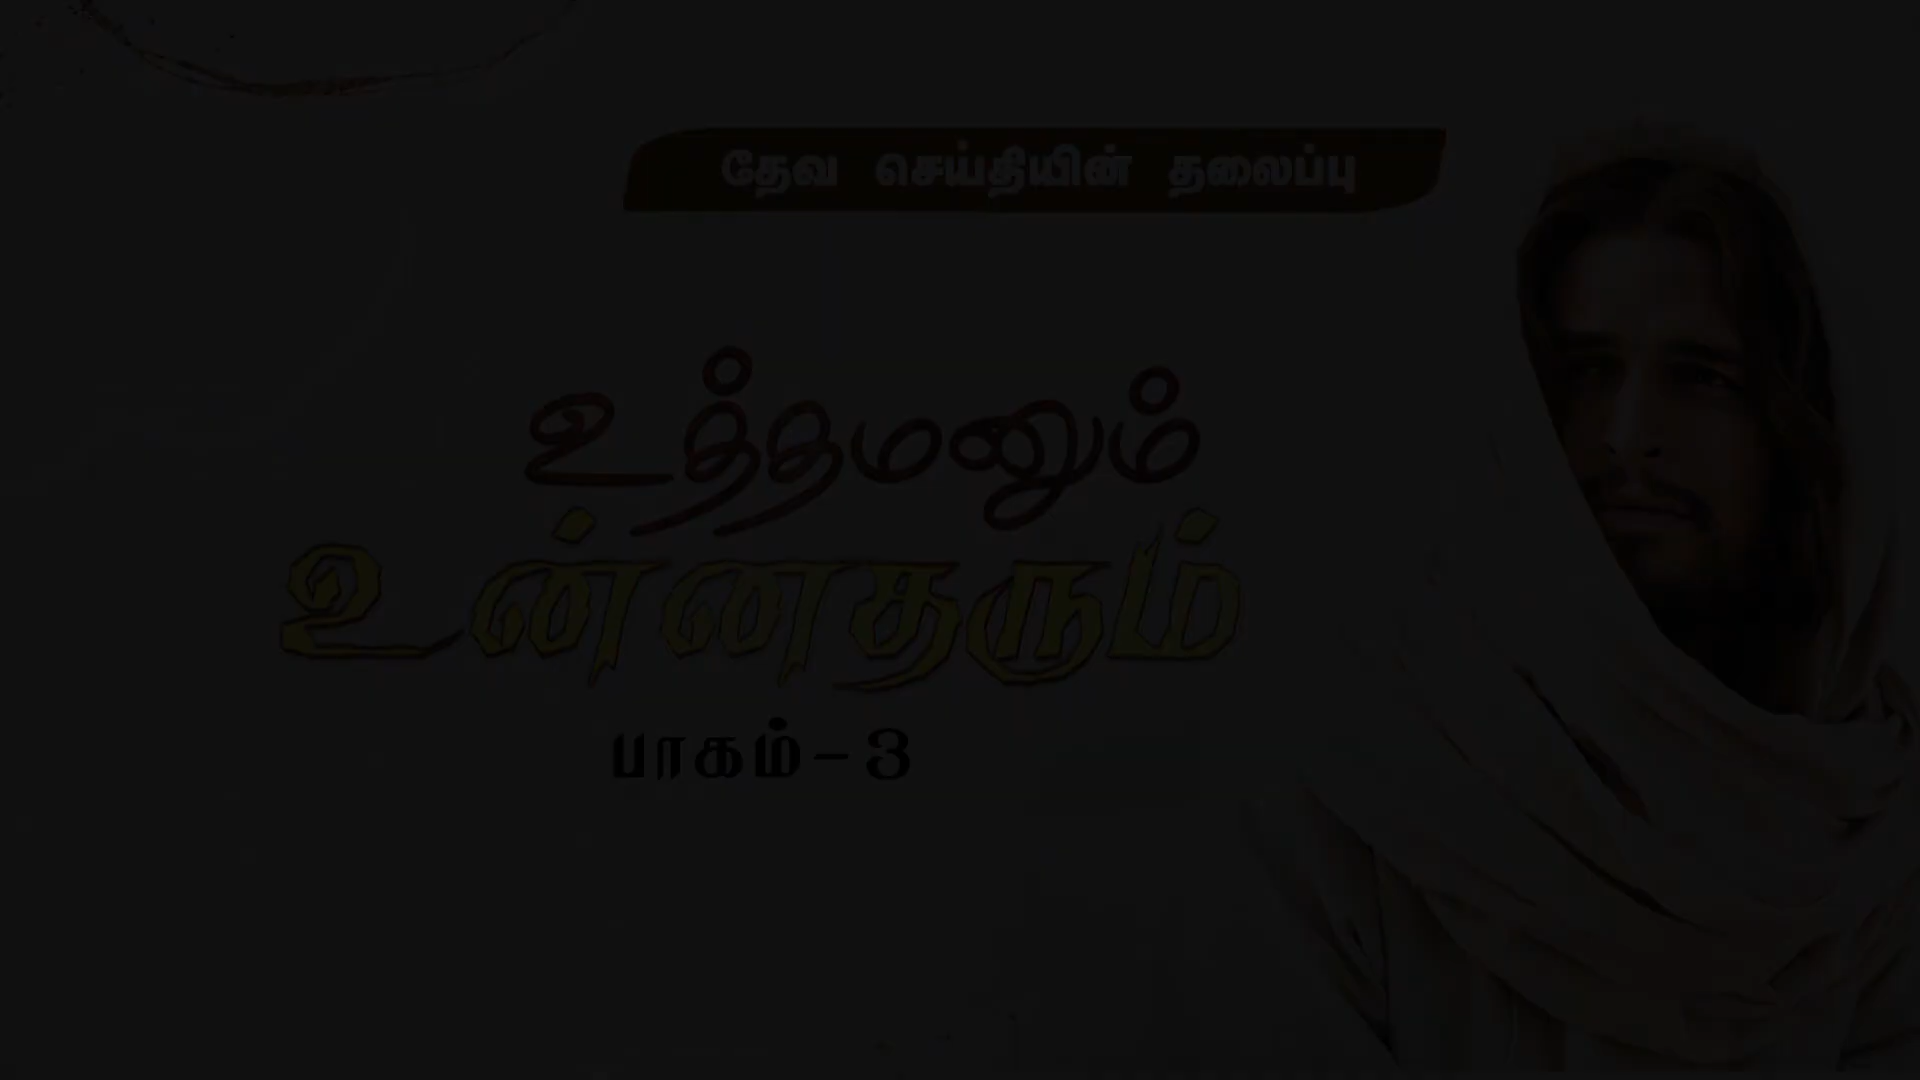 தேவ செய்தியின் தலைப்பு
உத்தமனும்
உன்னதரும்
பாகம் - 3